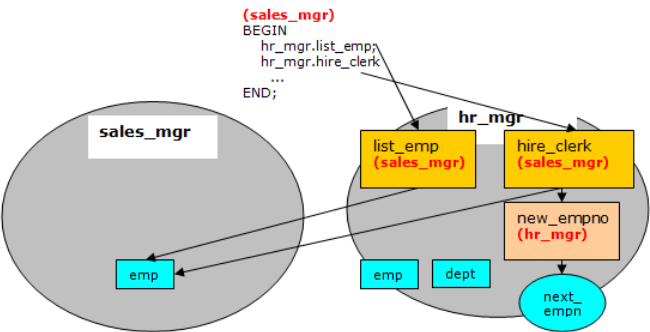 (sales_mgr)
BEGIN
hr_mgr.list_emp;
hr_mgr.hire_clerk
...
END;
sales_mgr
hr_mgr
list_emp
(sales_mgr)
hire_clerk
(sales_mgr)
new_empno
(hr_mgr)
emp
emp
dept
next_
empn